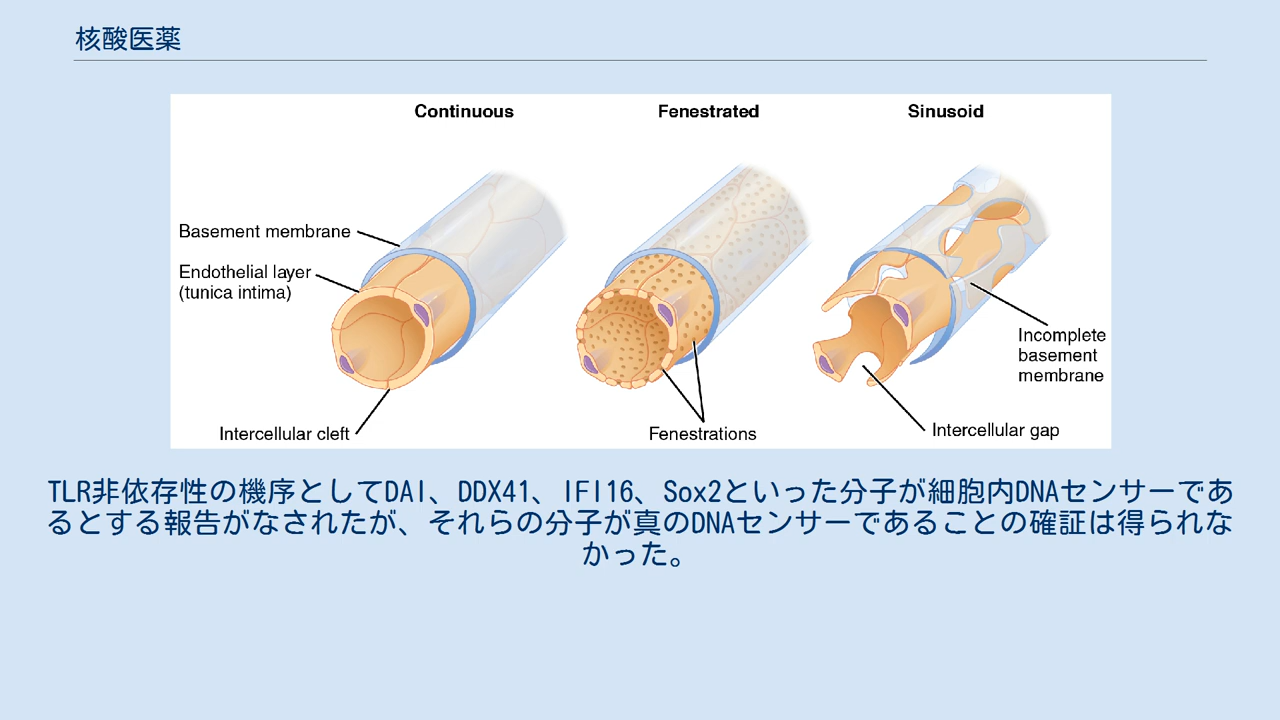 核酸医薬
Continuous
Fenestrated
Sinusoid
Basement membrane
Endothelial layer
(tunica intima)
Intercellular cleft
Fenestrations
Incomplete
basement
membrane
Intercellular gap
TLR非依存性の機序としてDAI、DDX41、IFI16、Sox2といった分子が細胞内DNAセンサーであ
るとする報告がなされたが、それらの分子が真のDNAセンサーであることの確証は得られな
かった。